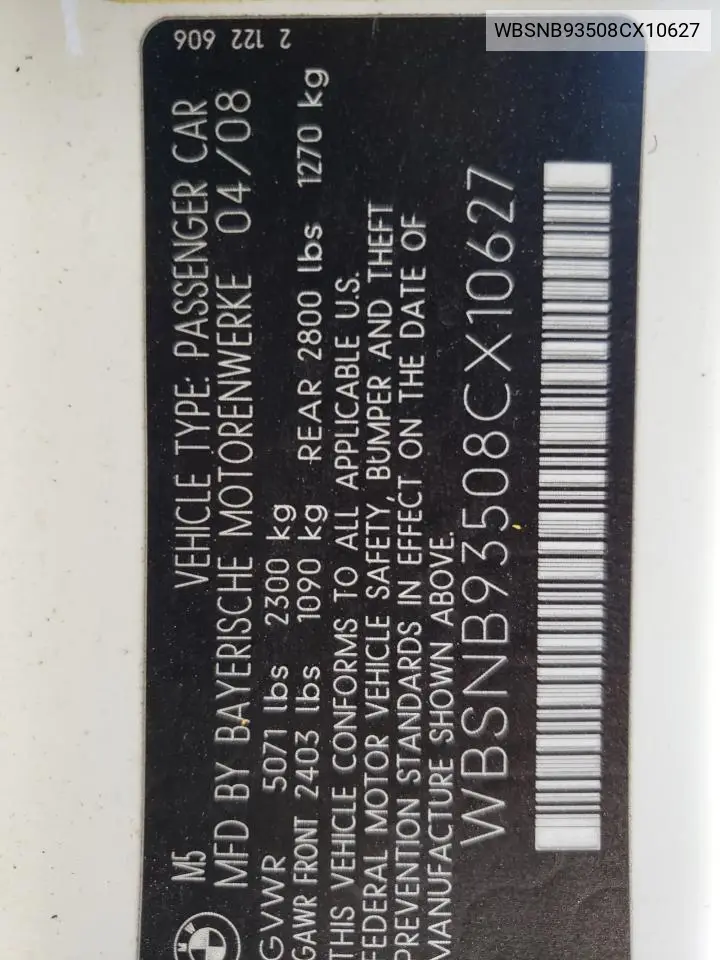 WBSNB93508CX10627
2 122 606
M5 VEHICLE TYPE: PASSENGER CAR
MFD BY BAYERISCHE MOTORENWERKE 04/08
GVWR 5071 lbs 2300 kg
GAWR FRONT 2403 lbs 1090 kg REAR 2800 lbs 1270 kg
THIS VEHICLE CONFORMS TO ALL APPLICABLE U.S.
FEDERAL MOTOR VEHICLE SAFETY, BUMPER AND THEFT
PREVENTION STANDARDS IN EFFECT ON THE DATE OF
MANUFACTURE SHOWN ABOVE.
WBSNB93508CX10627